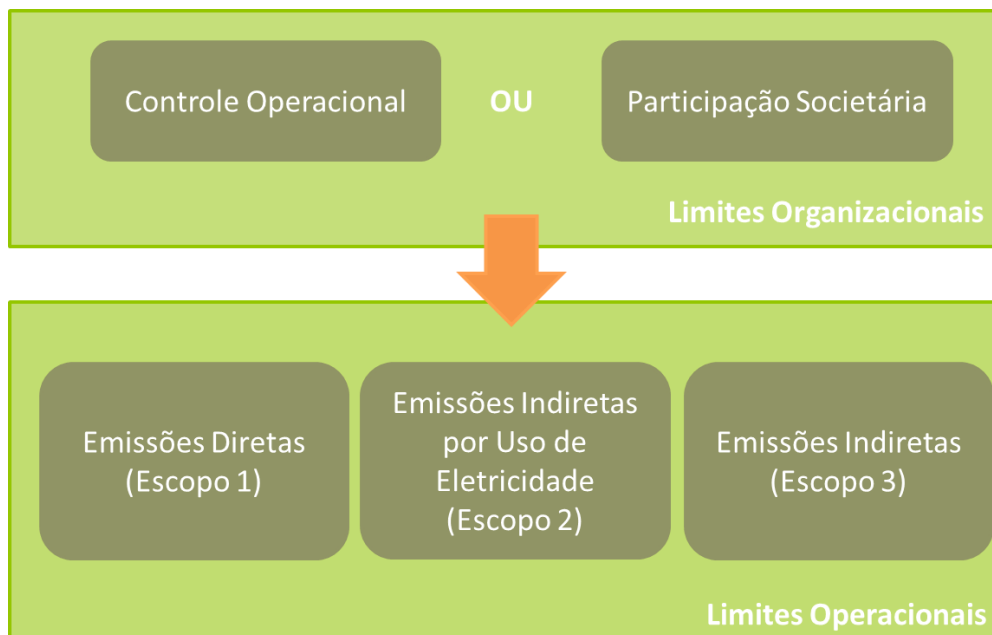 Controle Operacional
OU
Participação Societária
Limites Organizacionais
Emissões Diretas
(Escopo 1)
Emissões Indiretas
por Uso de
Eletricidade
(Escopo 2)
Emissões Indiretas
(Escopo 3)
Limites Operacionais